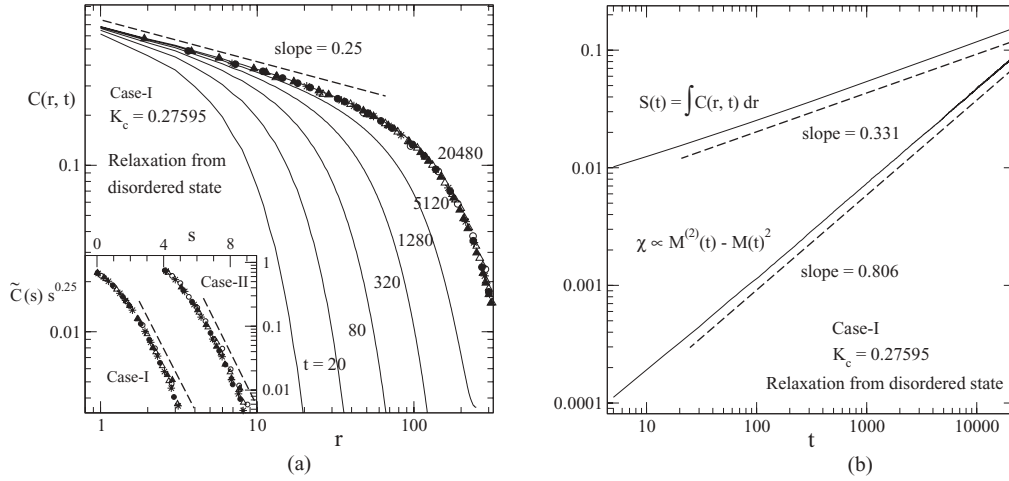 slope = 0.25
C(r, t)
Case-I
K_c = 0.27595
Relaxation from
disordered state
0.1
0.01
20480
5120
1280
320
80
t = 20
0 s 4 8
C̃(s) s^0.25
Case-I
Case-II
1
0.1
0.01
1 10 100
r
(a)
0.1
0.01
0.001
0.0001
S(t) = ∫C(r, t) dr
slope = 0.331
χ ∝ M^(2)(t) - M(t)^2
slope = 0.806
Case-I
K_c = 0.27595
Relaxation from disordered state
10 100 1000 10000
t
(b)